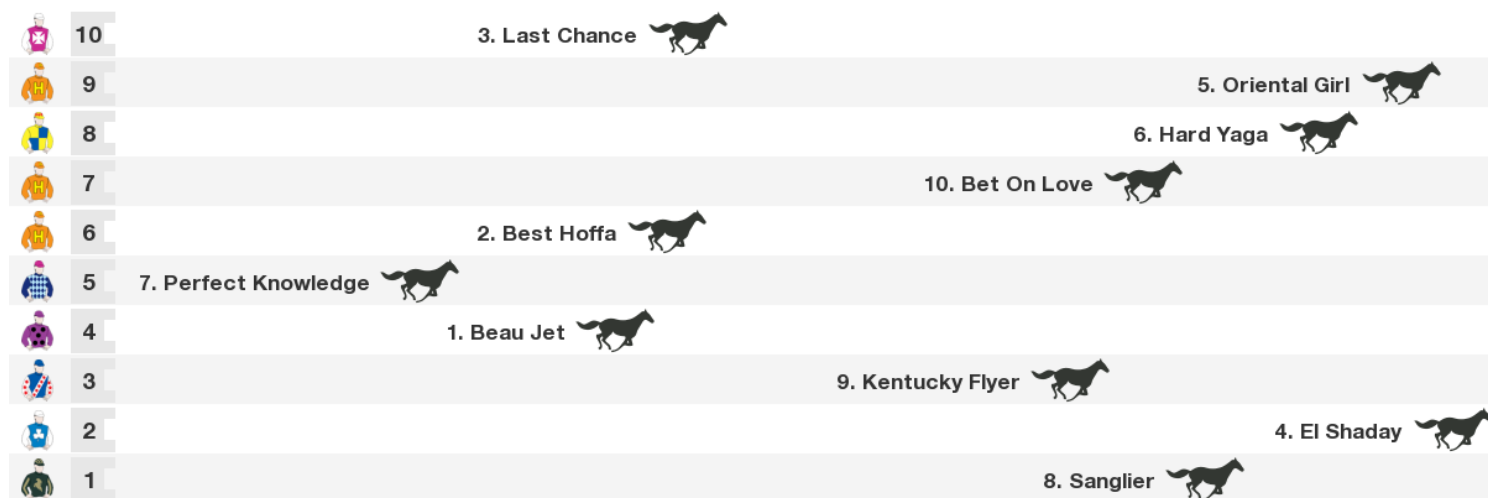 10 3. Last Chance
9 5. Oriental Girl
8 6. Hard Yaga
7 10. Bet On Love
6 2. Best Hoffa
5 7. Perfect Knowledge
4 1. Beau Jet
3 9. Kentucky Flyer
2 4. El Shaday
1 8. Sanglier